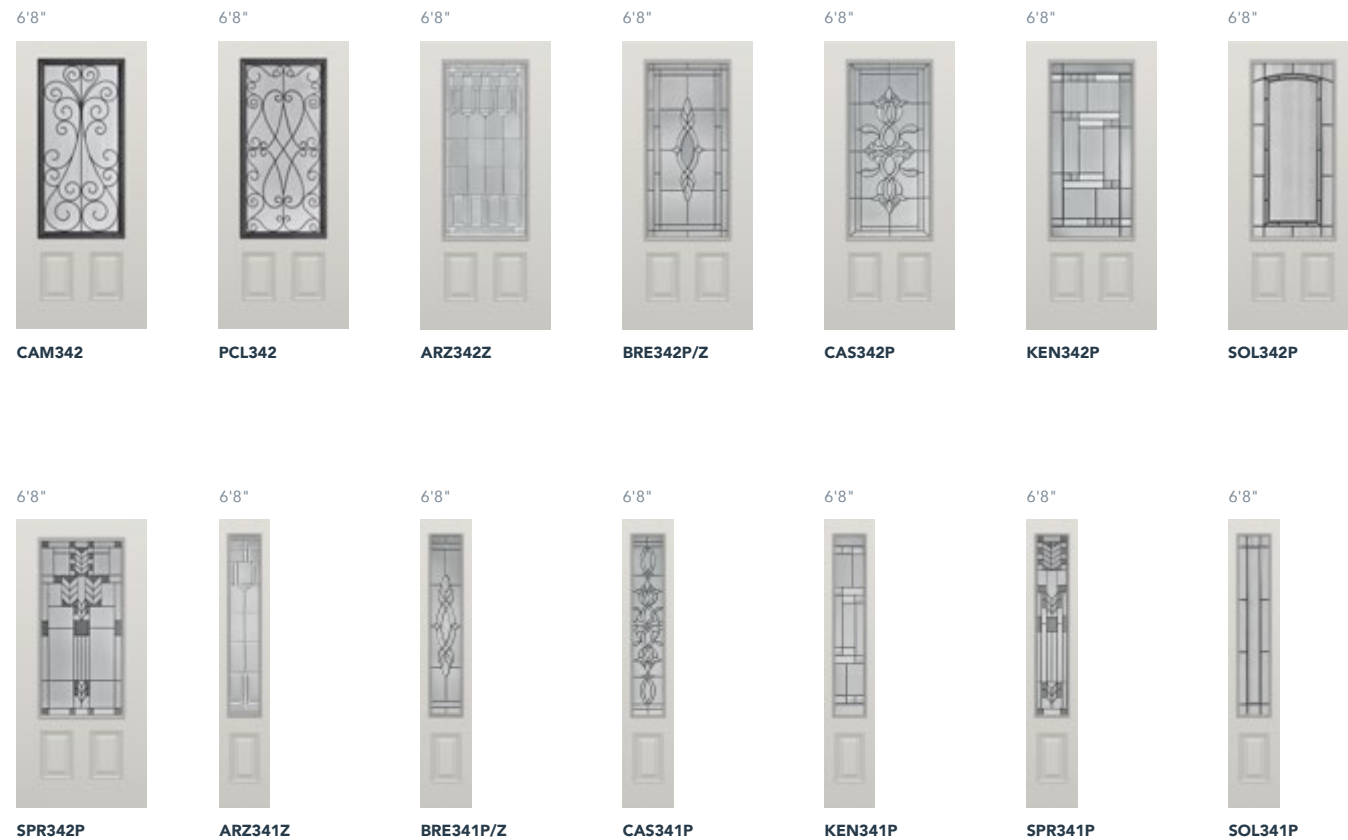 6'8" 6'8" 6'8" 6'8" 6'8" 6'8" 6'8"
CAM342 PCL342 ARZ342Z BRE342P/Z CAS342P KEN342P SOL342P
6'8" 6'8" 6'8" 6'8" 6'8" 6'8" 6'8"
SPR342P ARZ341Z BRE341P/Z CAS341P KEN341P SPR341P SOL341P